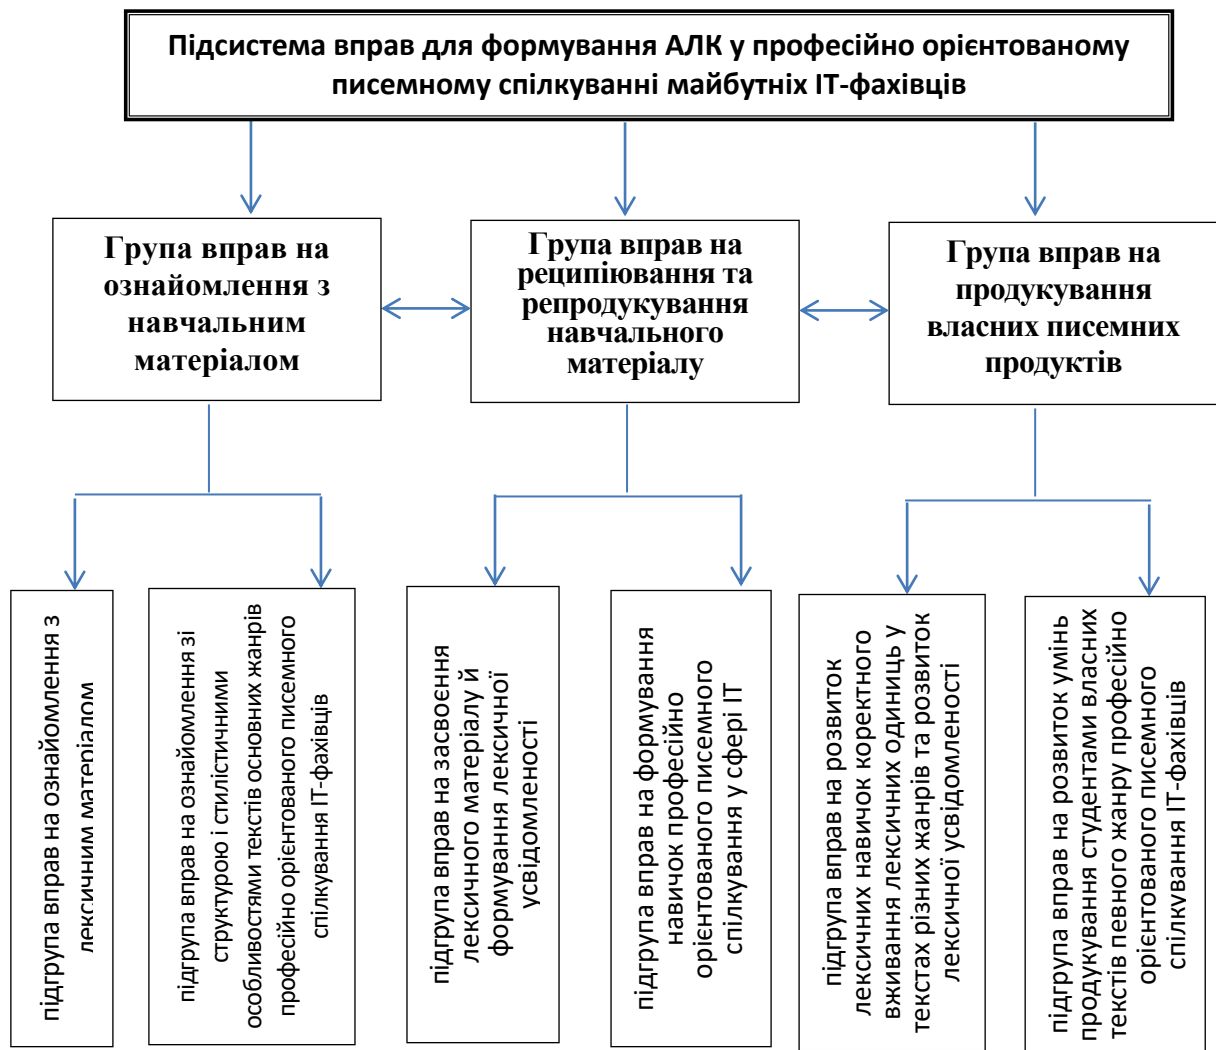 Підсистема вправ для формування АЛК у професійно орієнтованому
писемному спілкуванні майбутніх ІТ-фахівців
Група вправ на
ознайомлення з
навчальним
матеріалом
Група вправ на
реципіювання та
репродукування
навчального
матеріалу
Група вправ на
продукування
власних писемних
продуктів
підгрупа вправ на ознайомлення з
лексичним матеріалом
підгрупа вправ на ознайомлення зі
структурою і стилістичними
особливостями текстів основних жанрів
професійно орієнтованого писемного
спілкування ІТ-фахівців
підгрупа вправ на засвоєння
лексичного матеріалу й
формування лексичної
усвідомленості
підгрупа вправ на формування
навичок професійно
орієнтованого писемного
спілкування у сфері ІТ
підгрупа вправ на розвиток
лексичних навичок коректного
вживання лексичних одиниць у
текстах різних жанрів та розвиток
лексичної усвідомленості
підгрупа вправ на розвиток умінь
продукування студентами власних
текстів певного жанру професійно
орієнтованого писемного
спілкування ІТ-фахівців